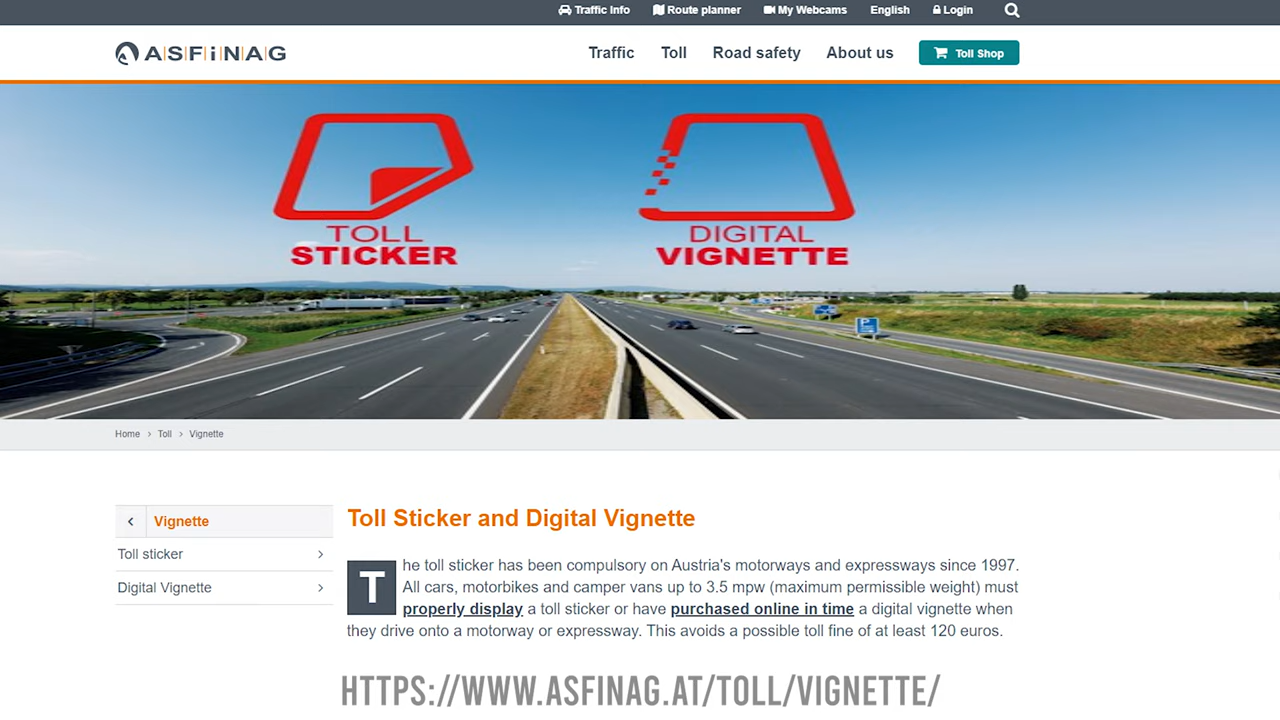 Traffic Info Route planner My Webcams English Login
ASFiNAG
Traffic Toll Road safety About us Toll Shop
TOLL
STICKER
DIGITAL
VIGNETTE
Home > Toll > Vignette
Vignette
Toll sticker
Digital Vignette
Toll Sticker and Digital Vignette
The toll sticker has been compulsory on Austria's motorways and expressways since 1997.
All cars, motorbikes and camper vans up to 3.5 mpw (maximum permissible weight) must
properly display a toll sticker or have purchased online in time a digital vignette when
they drive onto a motorway or expressway. This avoids a possible toll fine of at least 120 euros.
HTTPS://WWW.ASFINAG.AT/TOLL/VIGNETTE/